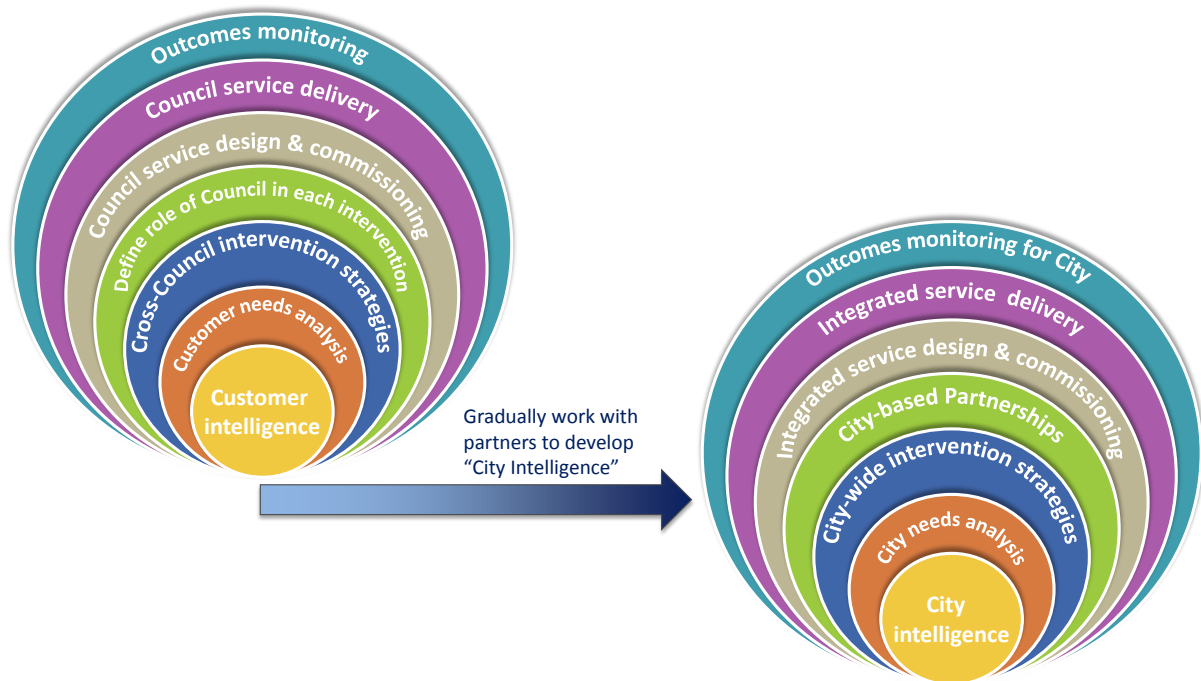 Outcomes monitoring
Council service delivery
Council service design & commissioning
Define role of Council in each intervention
Cross-Council intervention strategies
Customer needs analysis
Customer
intelligence
Gradually work with
partners to develop
“City Intelligence”
Outcomes monitoring for City
Integrated service delivery
Integrated service design & commissioning
City-based Partnerships
City-wide intervention strategies
City needs analysis
City
intelligence